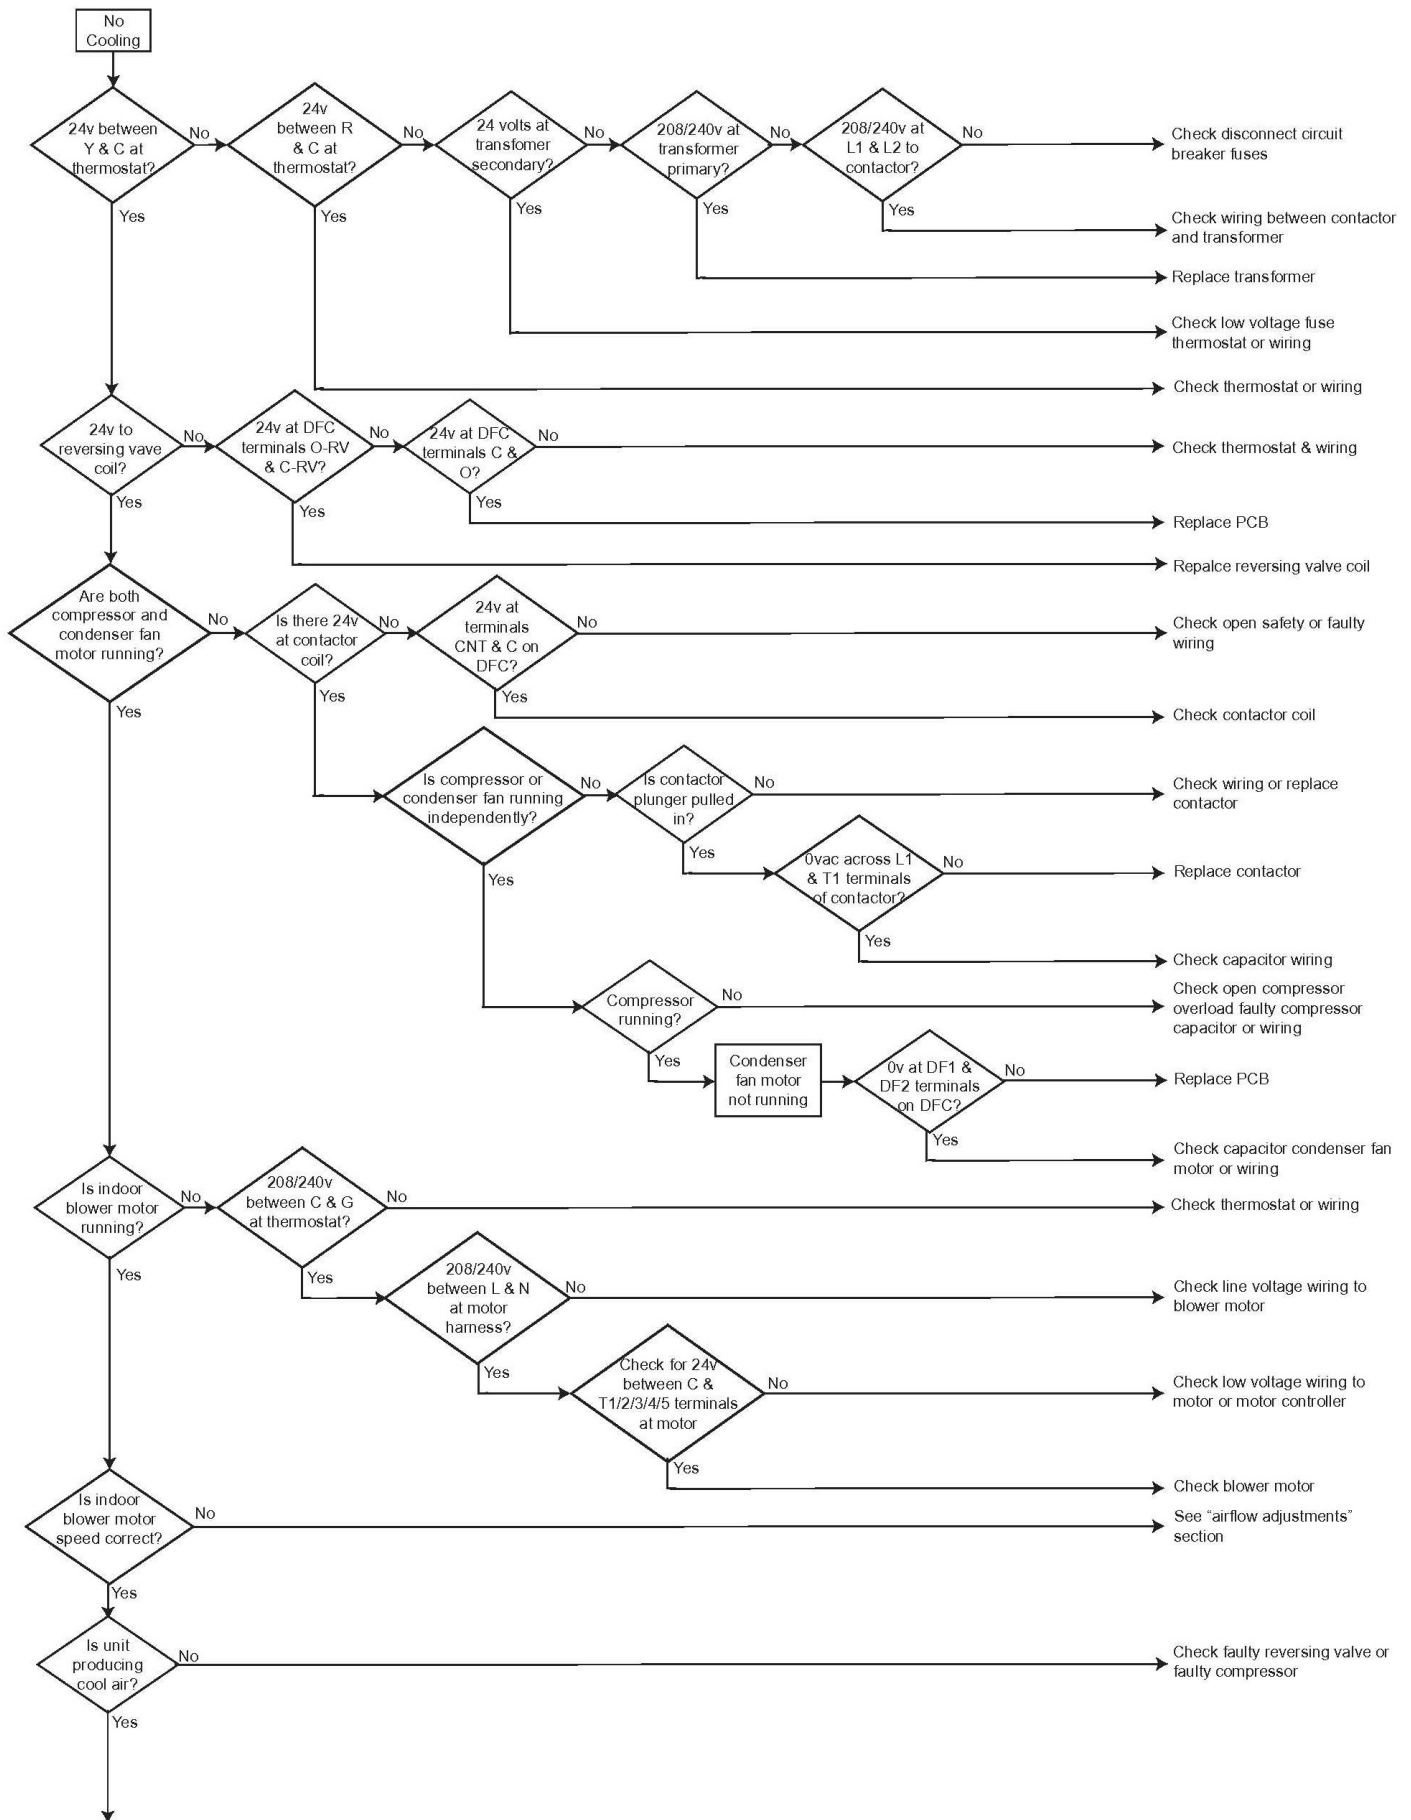 No
Cooling
24v between
Y & C at
thermostat?
No
Yes
24v
between R
& C at
thermostat?
No
Yes
24 volts at
transfomer
secondary?
No
Yes
208/240v at
transformer
primary?
No
Yes
208/240v at
L1 & L2 to
contactor?
No
Yes
Check disconnect circuit
breaker fuses
Check wiring between contactor
and transformer
Replace transformer
Check low voltage fuse
thermostat or wiring
Check thermostat or wiring
24v to
reversing vave
coil?
No
Yes
24v at DFC
terminals O-RV
& C-RV?
No
Yes
24v at DFC
terminals C &
O?
No
Yes
Check thermostat & wiring
Replace PCB
Repalce reversing valve coil
Are both
compressor and
condenser fan
motor running?
No
Yes
Is there 24v
at contactor
coil?
No
Yes
24v at
terminals
CNT & C on
DFC?
No
Yes
Check open safety or faulty
wiring
Check contactor coil
Is compressor or
condenser fan running
independently?
No
Yes
Is contactor
plunger pulled
in?
No
Yes
Check wiring or replace
contactor
0vac across L1
& T1 terminals
of contactor?
No
Yes
Replace contactor
Check capacitor wiring
Compressor
running?
No
Yes
Check open compressor
overload faulty compressor
capacitor or wiring
Condenser
fan motor
not running
0v at DF1 &
DF2 terminals
on DFC?
No
Yes
Replace PCB
Check capacitor condenser fan
motor or wiring
Is indoor
blower motor
running?
No
Yes
208/240v
between C & G
at thermostat?
No
Yes
Check thermostat or wiring
208/240v
between L & N
at motor
harness?
No
Yes
Check line voltage wiring to
blower motor
Check for 24v
between C &
T1/2/3/4/5 terminals
at motor
No
Yes
Check low voltage wiring to
motor or motor controller
Check blower motor
Is indoor
blower motor
speed correct?
No
Yes
See “airflow adjustments”
section
Is unit
producing
cool air?
No
Yes
Check faulty reversing valve or
faulty compressor